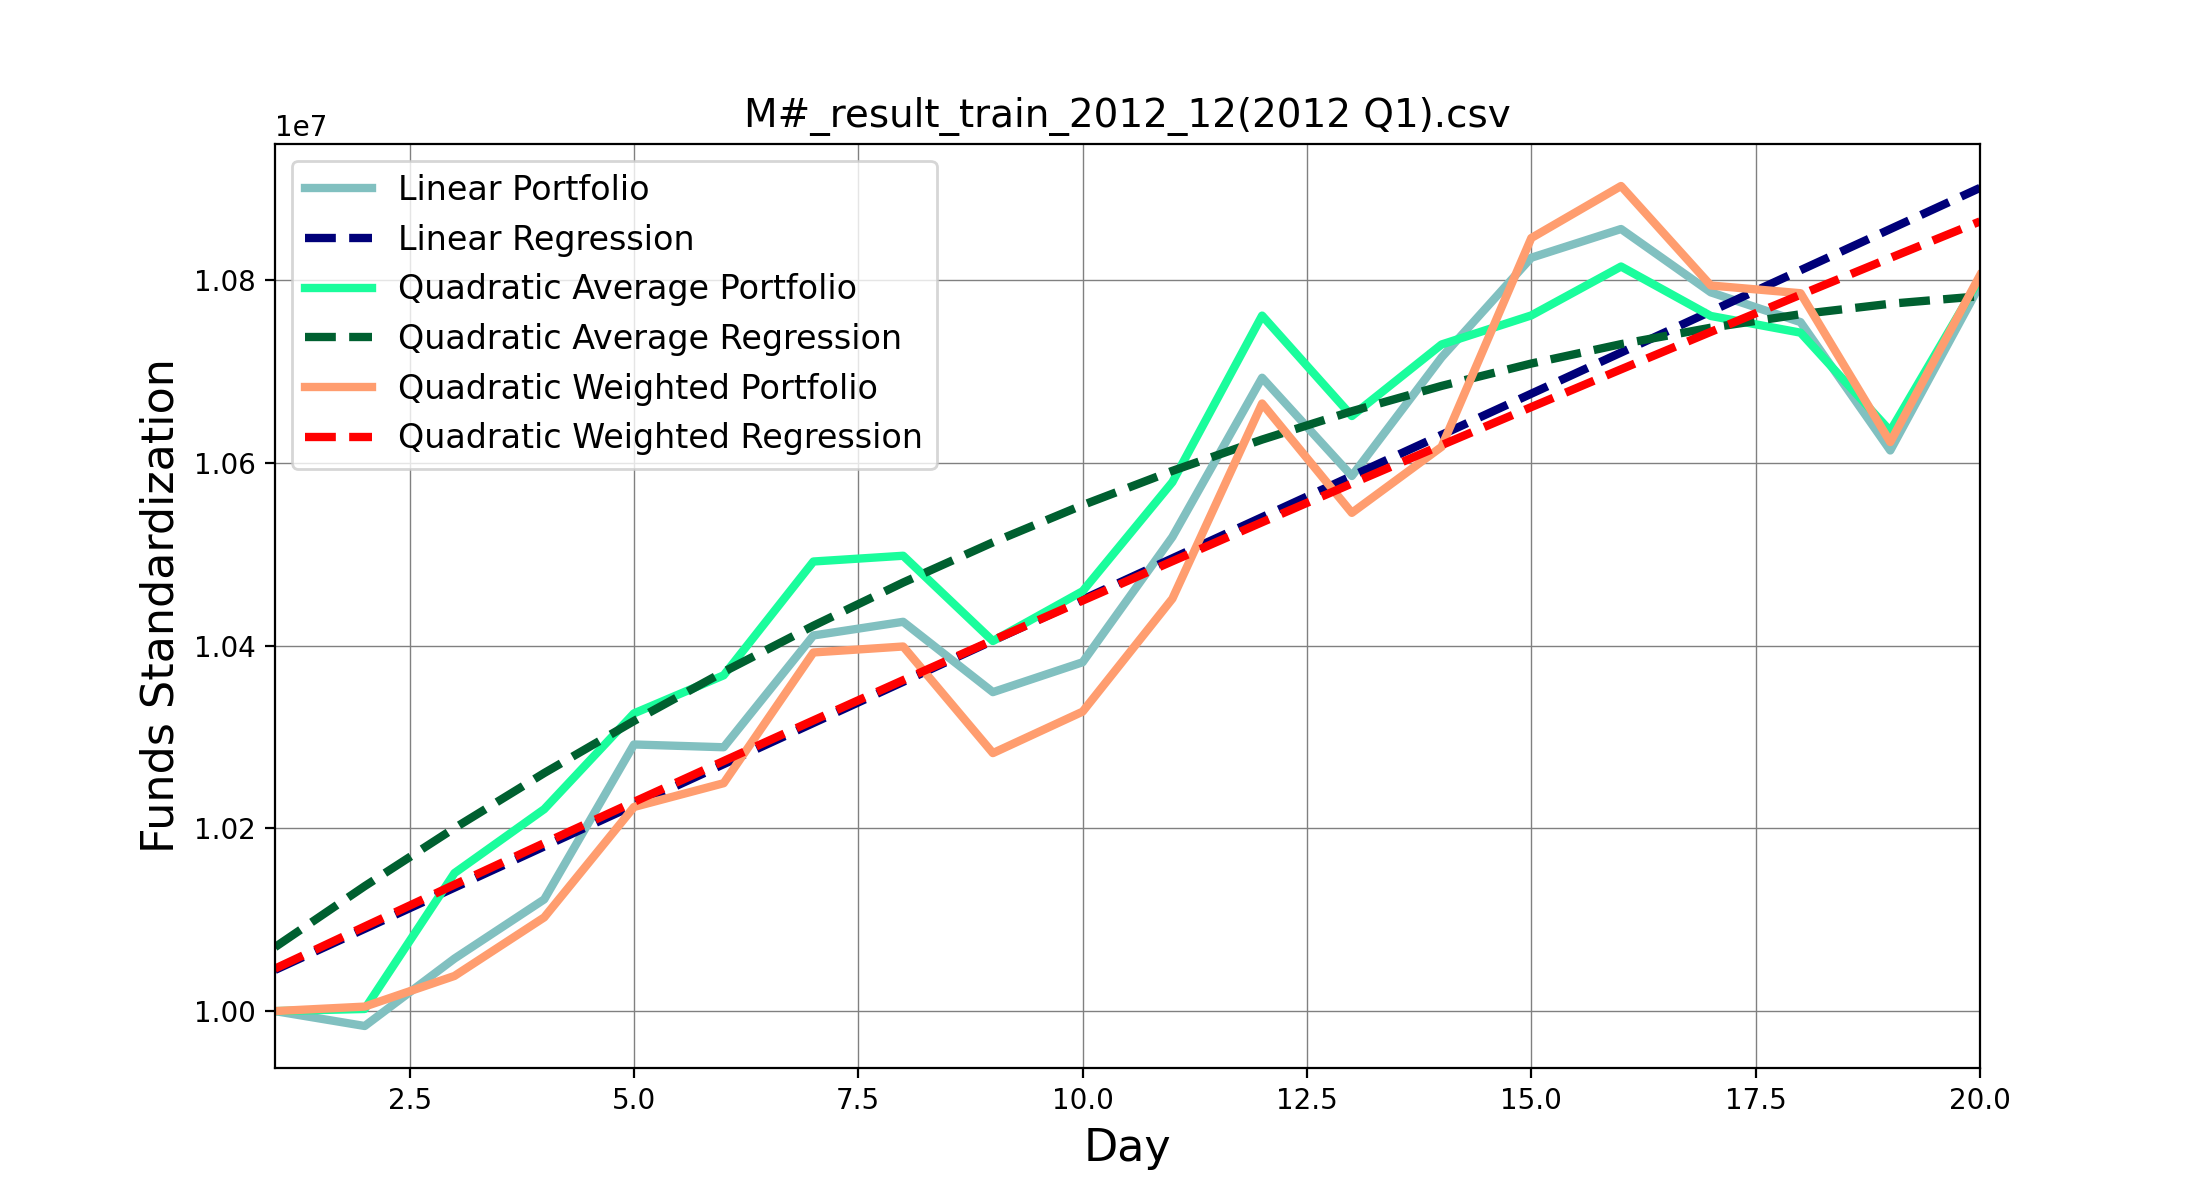 M#_result_train_2012_12(2012 Q1).csv
1e7
Linear Portfolio
Linear Regression
Quadratic Average Portfolio
Quadratic Average Regression
Quadratic Weighted Portfolio
Quadratic Weighted Regression
Funds Standardization
1.08
1.06
1.04
1.02
1.00
2.5 5.0 7.5 10.0 12.5 15.0 17.5 20.0
Day